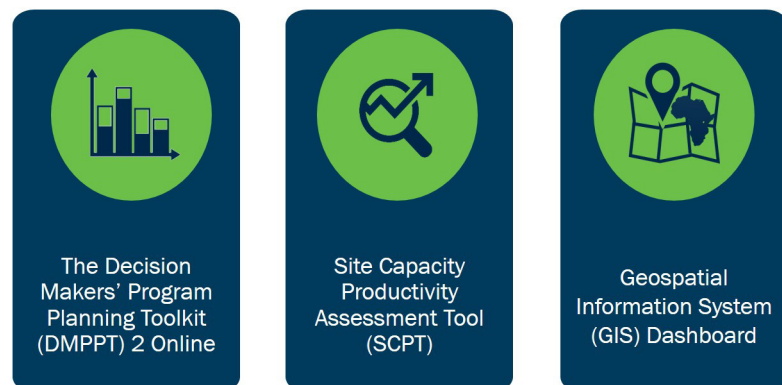 The Decision
Makers’ Program
Planning Toolkit
(DMPPT) 2 Online
Site Capacity
Productivity
Assessment Tool
(SCPT)
Geospatial
Information System
(GIS) Dashboard